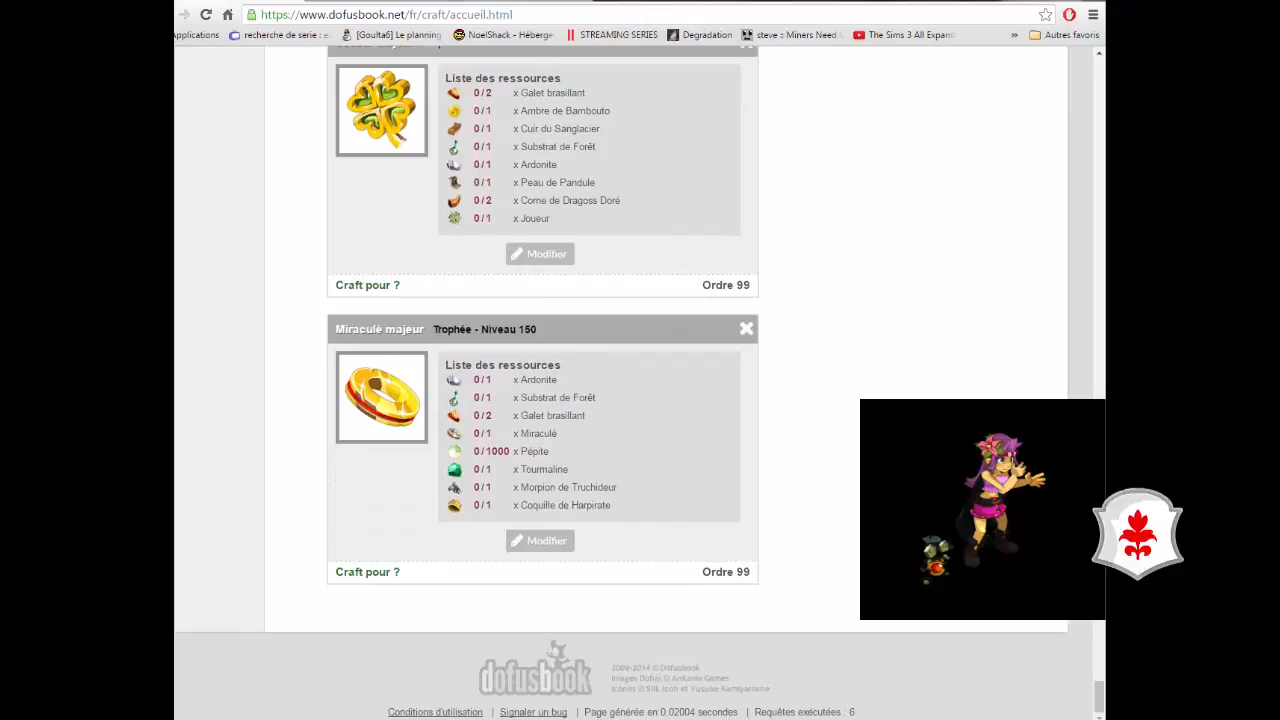 https://www.dofusbook.net/fr/craft/accueil.html
Applications recherche de serie : e [Goulta6] Le planning NoelShack - Héberge STREAMING SERIES Degradation steve :: Miners Need The Sims 3 All Expans » Autres favoris
Liste des ressources
0/2 x Galet brasillant
0/1 x Ambre de Bambouto
0/1 x Cuir du Sanglacier
0/1 x Substrat de Forêt
0/1 x Ardonite
0/1 x Peau de Pandule
0/2 x Corne de Dragoss Doré
0/1 x Joueur
Modifier
Craft pour ? Ordre 99
Miraculé majeur Trophée - Niveau 150
Liste des ressources
0/1 x Ardonite
0/1 x Substrat de Forêt
0/2 x Galet brasillant
0/1 x Miraculé
0/1000 x Pépite
0/1 x Tourmaline
0/1 x Morpion de Truchideur
0/1 x Coquille de Harpirate
Modifier
Craft pour ? Ordre 99
dofusbook
2009-2014 © Dofusbook
Images Dofus © Ankama Games
Icônes © Silk Icon et Yusuke Kamiyamane
Conditions d'utilisation | Signaler un bug | Page générée en 0.02004 secondes | Requêtes exécutées : 6